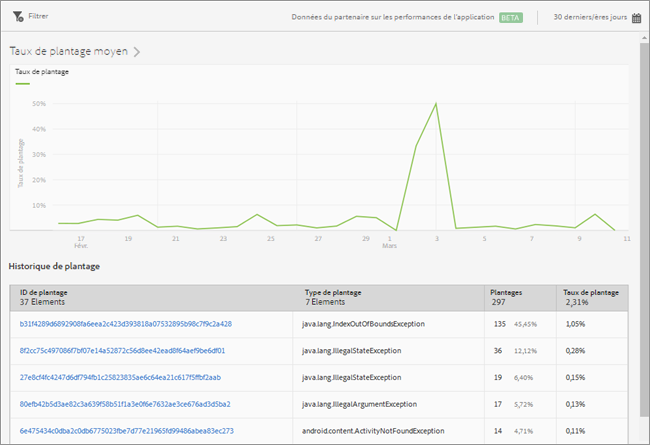 Filtrer
Données du partenaire sur les performances de l'application BETA 30 derniers/ères jours
Taux de plantage moyen
Taux de plantage
50%
40%
30%
20%
10%
Taux de plantage
17 19 21 23 25 27 29 1 3 5 7 9 11
Févr. Mars
Historique de plantage
ID de plantage Type de plantage Plantages Taux de plantage
37 Elements 7 Elements 297 2,31%
b31f4289d6892908fa6eea2c423d393818a07532895b98c7f9c2a428 java.lang.IndexOutOfBoundsException 135 45,45% 1,05%
8f2cc75c497086f7bf07e14a52872c56d8ee42ead8f64aef9be6df01 java.lang.IllegalStateException 36 12,12% 0,28%
27e8cf4fc4247d6df794fb1c25823835ae6c64ea21c617f5ffbf2aab java.lang.IllegalStateException 19 6,40% 0,15%
80efb42b5d3ae82c3a639f58b51f1a3e0f6e7632ae3ce676ad3d5ba2 java.lang.IllegalArgumentException 17 5,72% 0,13%
6e475434c0dba2c0db6775023fbe7d77e21965fd99486abea83ec273 android.content.ActivityNotFoundException 14 4,71% 0,11%